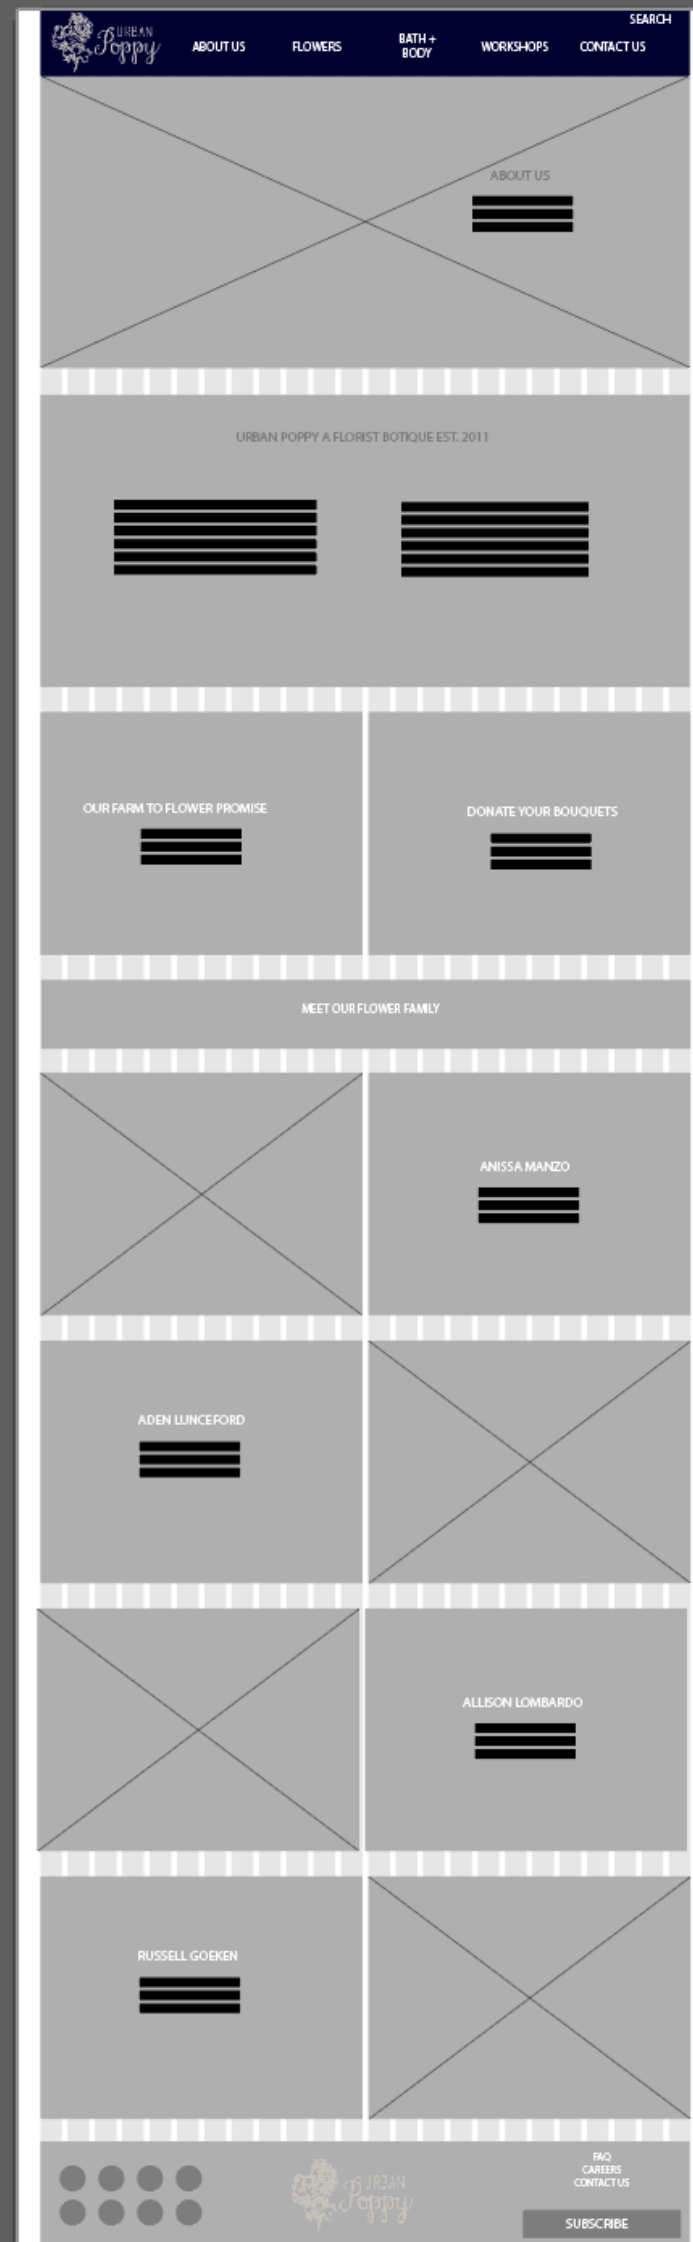 SEARCH
URBAN
Poppy
ABOUT US
FLOWERS
BATH +
BODY
WORKSHOPS
CONTACT US
ABOUT US
URBAN POPPY A FLORIST BOTIQUE EST. 2011
OUR FARM TO FLOWER PROMISE
DONATE YOUR BOUQUETS
MEET OUR FLOWER FAMILY
ANISSA MANZO
ADEN LUNCEFORD
ALLISON LOMBARDO
RUSSELL GOEKEN
URBAN
Poppy
FAQ
CAREERS
CONTACT US
SUBSCRIBE